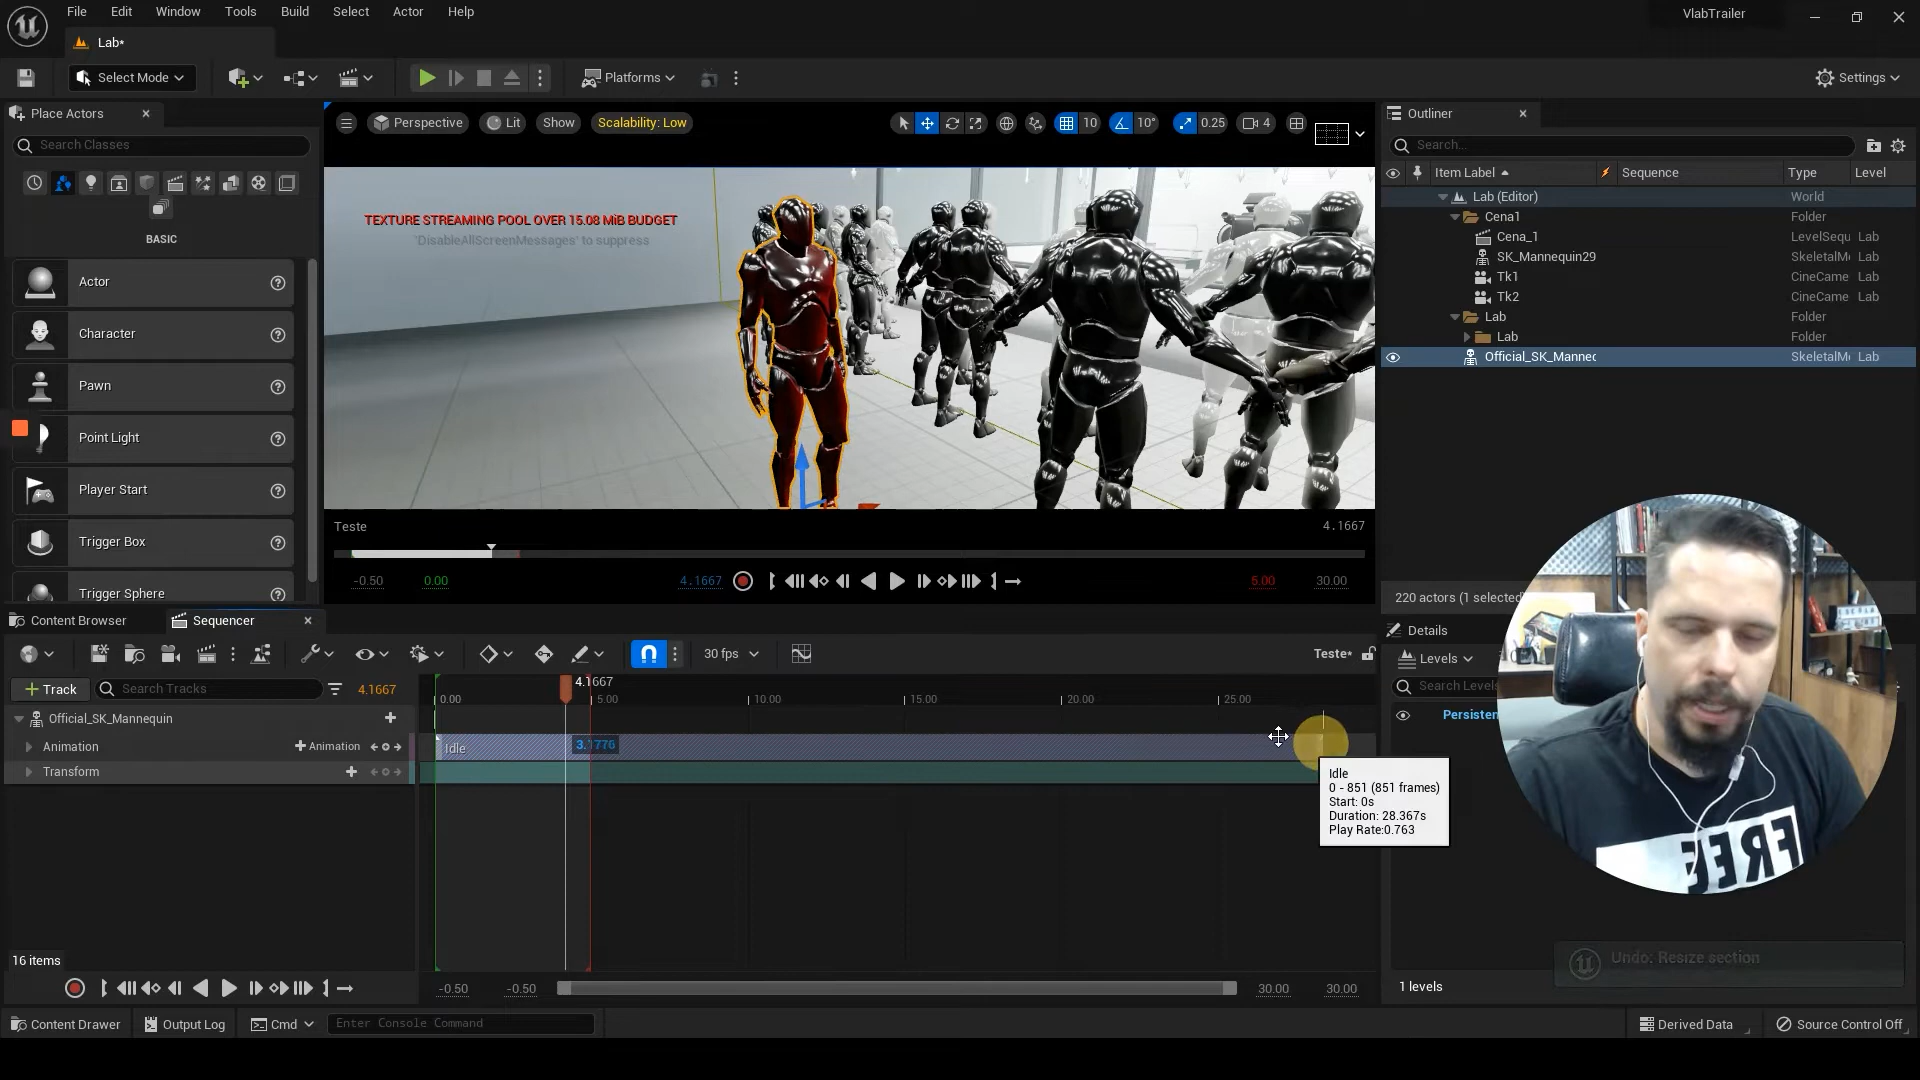 File Edit Window Tools Build Select Actor Help
VlabTrailer
Lab*
Select Mode
Platforms
Settings
Place Actors
Search Classes
BASIC
Actor
Character
Pawn
Point Light
Player Start
Trigger Box
Trigger Sphere
Perspective Lit Show Scalability: Low
10 10° 0.25 4
TEXTURE STREAMING POOL OVER 15.08 MiB BUDGET
'DisableAllScreenMessages' to suppress
Teste 4.1667
-0.50 0.00 4.1667 5.00 30.00
Outliner
Search...
Item Label Sequence Type Level
Lab (Editor) World
Cena1 Folder
Cena_1 LevelSequ Lab
SK_Mannequin29 SkeletalM Lab
Tk1 CineCame Lab
Tk2 CineCame Lab
Lab Folder
Lab Folder
Official_SK_Mannec SkeletalM Lab
220 actors (1 selected
Details
Levels
Search Levels
Persisten
1 levels
Undo: Resize section
Content Browser Sequencer
30 fps
Teste*
Track Search Tracks 4.1667
Official_SK_Mannequin
Animation Animation
Transform
4.1667
0.00 5.00 10.00 15.00 20.00 25.00
Idle 3.1776
Idle
0 - 851 (851 frames)
Start: 0s
Duration: 28.367s
Play Rate:0.763
16 items
-0.50 -0.50 30.00 30.00
Content Drawer Output Log Cmd Enter Console Command
Derived Data Source Control Off